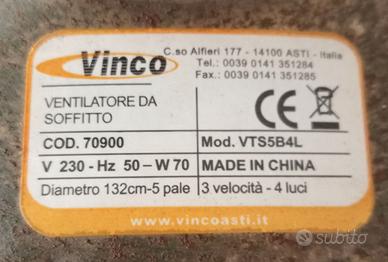 Vinco
C.so Alfieri 177 - 14100 ASTI - Italia
Tel.: 0039 0141 351284
Fax.: 0039 0141 351285
VENTILATORE DA
SOFFITTO
CE
COD. 70900
Mod. VTS5B4L
V 230 - Hz 50 - W 70
MADE IN CHINA
Diametro 132cm-5 pale
3 velocità - 4 luci
www.vincoasti.it
subito